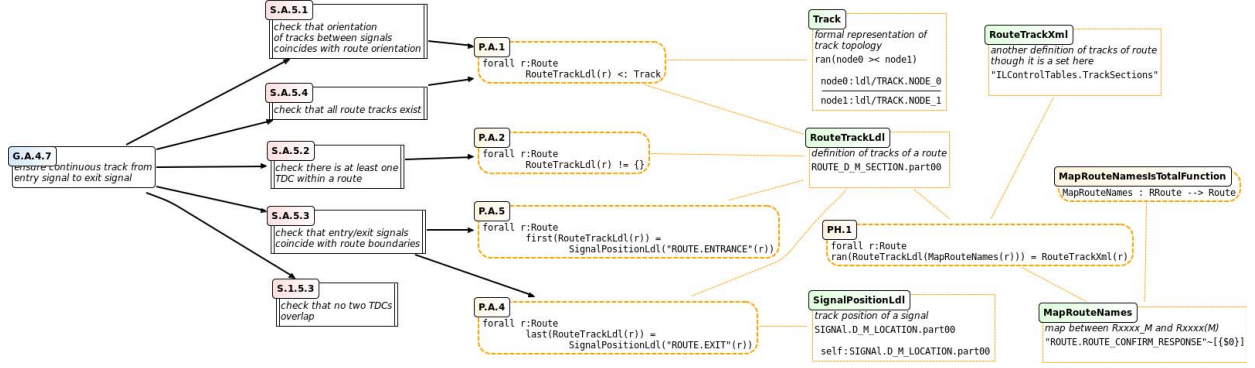 G.A.4.7
ensure continuous track from
entry signal to exit signal
S.A.5.1
check that orientation
of tracks between signals
coincides with route orientation
S.A.5.4
check that all route tracks exist
S.A.5.2
check there is at least one
TDC within a route
S.A.5.3
check that entry/exit signals
coincide with route boundaries
S.1.5.3
check that no two TDCs
overlap
P.A.1
forall r:Route
RouteTrackLdl(r) <: Track
P.A.2
forall r:Route
RouteTrackLdl(r) != {}
P.A.5
forall r:Route
first(RouteTrackLdl(r)) =
SignalPositionLdl("ROUTE.ENTRANCE"(r))
P.A.4
forall r:Route
last(RouteTrackLdl(r)) =
SignalPositionLdl("ROUTE.EXIT"(r))
Track
formal representation of
track topology
ran(node0 >< node1)
node0:ldl/TRACK.NODE_0
node1:ldl/TRACK.NODE_1
RouteTrackLdl
definition of tracks of a route
ROUTE_D_M_SECTION.part00
PH.1
forall r:Route
ran(RouteTrackLdl(MapRouteNames(r))) = RouteTrackXml(r)
SignalPositionLdl
track position of a signal
SIGNAl.D_M_LOCATION.part00
self:SIGNAl.D_M_LOCATION.part00
RouteTrackXml
another definition of tracks of route
though it is a set here
"ILControlTables.TrackSections"
MapRouteNamesIsTotalFunction
MapRouteNames : RRoute --> Route
MapRouteNames
map between Rxxxx_M and Rxxxx(M)
"ROUTE.ROUTE_CONFIRM_RESPONSE"~[{$0}]